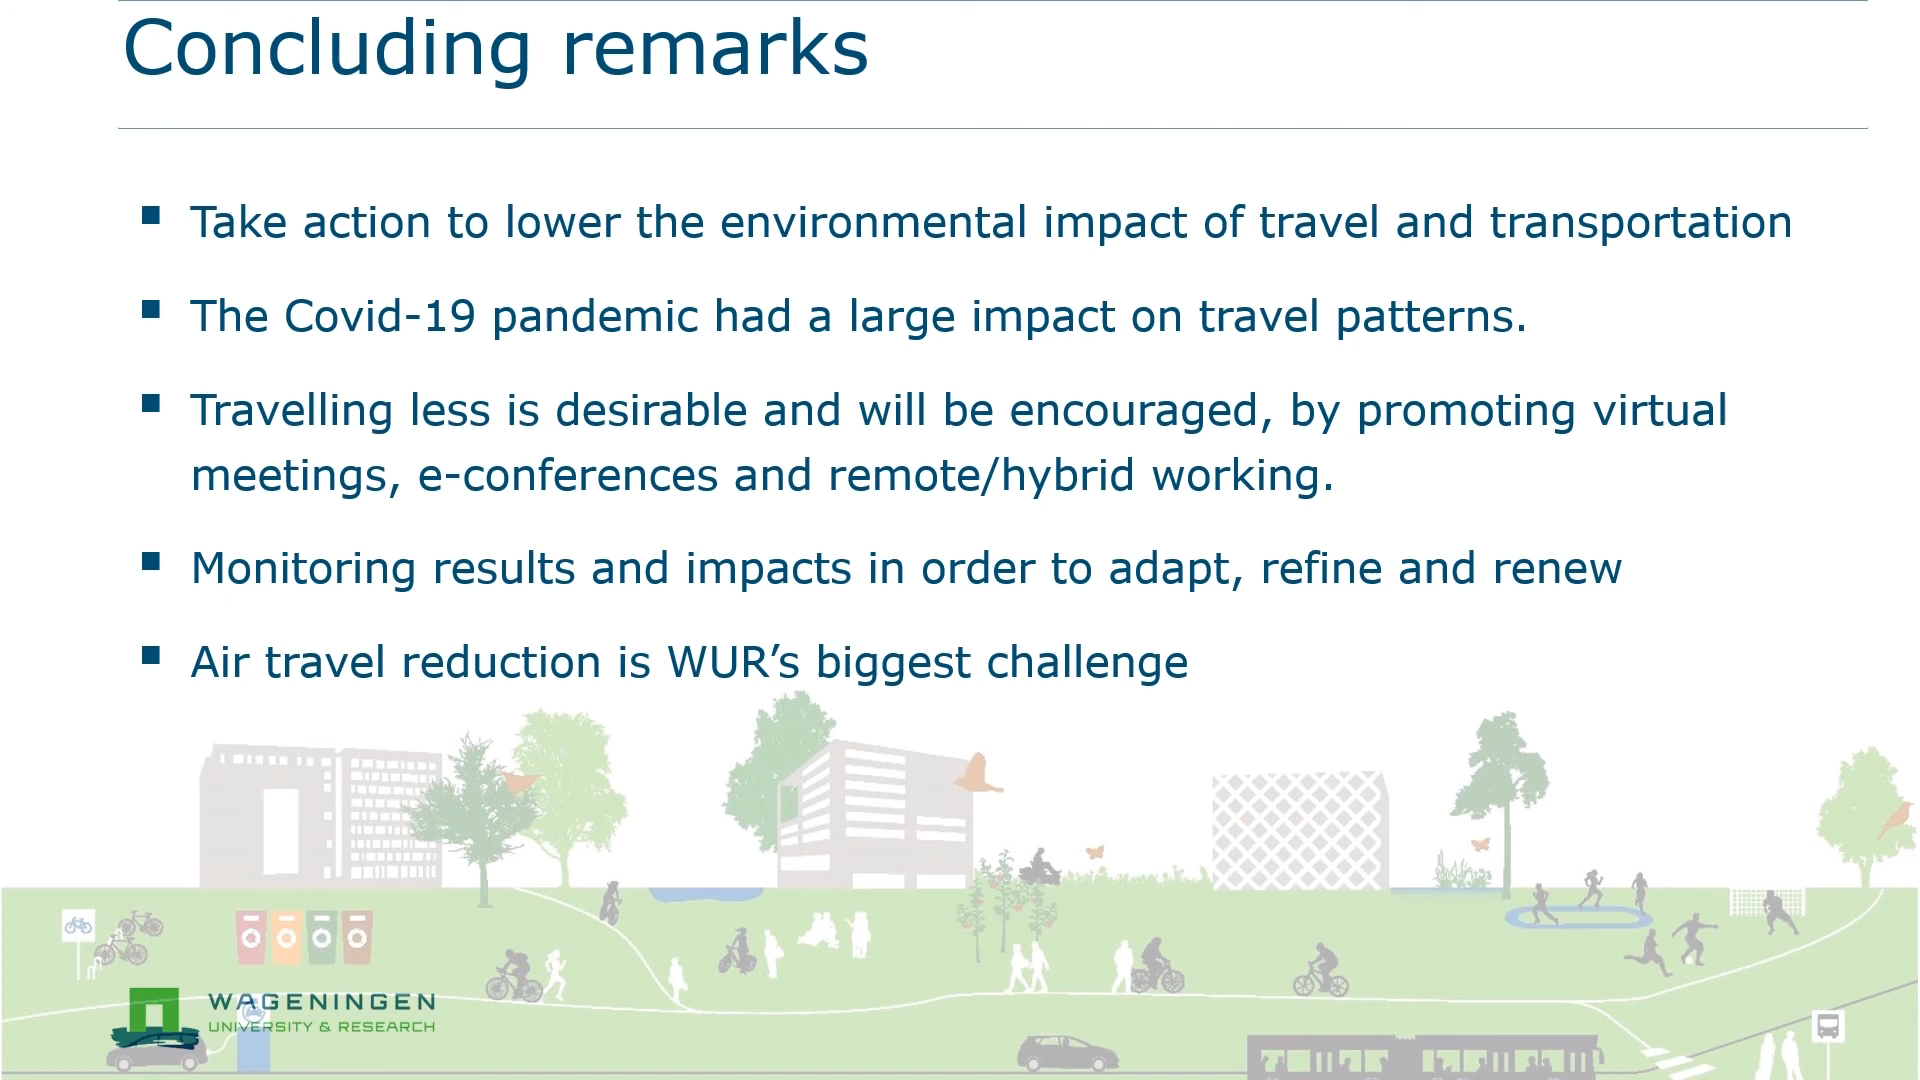 Concluding remarks
▪ Take action to lower the environmental impact of travel and transportation
▪ The Covid-19 pandemic had a large impact on travel patterns.
▪ Travelling less is desirable and will be encouraged, by promoting virtual
meetings, e-conferences and remote/hybrid working.
▪ Monitoring results and impacts in order to adapt, refine and renew
▪ Air travel reduction is WUR’s biggest challenge
WAGENINGEN
UNIVERSITY & RESEARCH